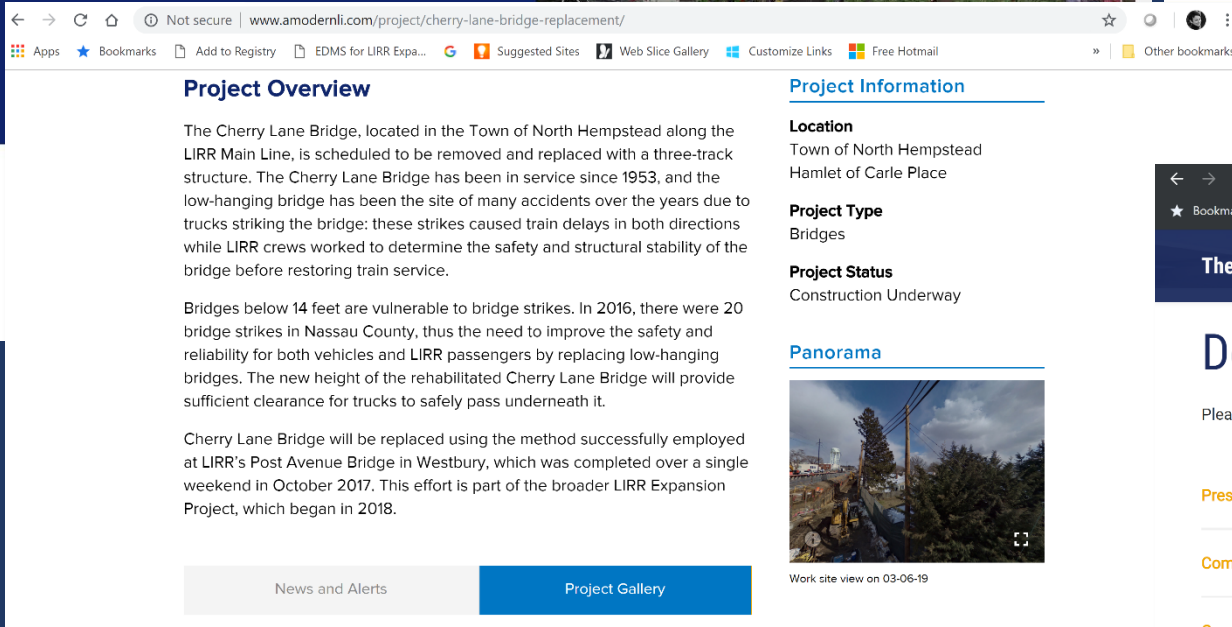 Not secure | www.amodernli.com/project/cherry-lane-bridge-replacement/
Apps Bookmarks Add to Registry EDMS for LIRR Expa... Suggested Sites Web Slice Gallery Customize Links Free Hotmail » Other bookmarks
Project Overview
The Cherry Lane Bridge, located in the Town of North Hempstead along the
LIRR Main Line, is scheduled to be removed and replaced with a three-track
structure. The Cherry Lane Bridge has been in service since 1953, and the
low-hanging bridge has been the site of many accidents over the years due to
trucks striking the bridge: these strikes caused train delays in both directions
while LIRR crews worked to determine the safety and structural stability of the
bridge before restoring train service.
Bridges below 14 feet are vulnerable to bridge strikes. In 2016, there were 20
bridge strikes in Nassau County, thus the need to improve the safety and
reliability for both vehicles and LIRR passengers by replacing low-hanging
bridges. The new height of the rehabilitated Cherry Lane Bridge will provide
sufficient clearance for trucks to safely pass underneath it.
Cherry Lane Bridge will be replaced using the method successfully employed
at LIRR's Post Avenue Bridge in Westbury, which was completed over a single
weekend in October 2017. This effort is part of the broader LIRR Expansion
Project, which began in 2018.
News and Alerts
Project Gallery
Project Information
Location
Town of North Hempstead
Hamlet of Carle Place
Project Type
Bridges
Project Status
Construction Underway
Panorama
Work site view on 03-06-19
Bookma
The
D
Plea
Pres
Com